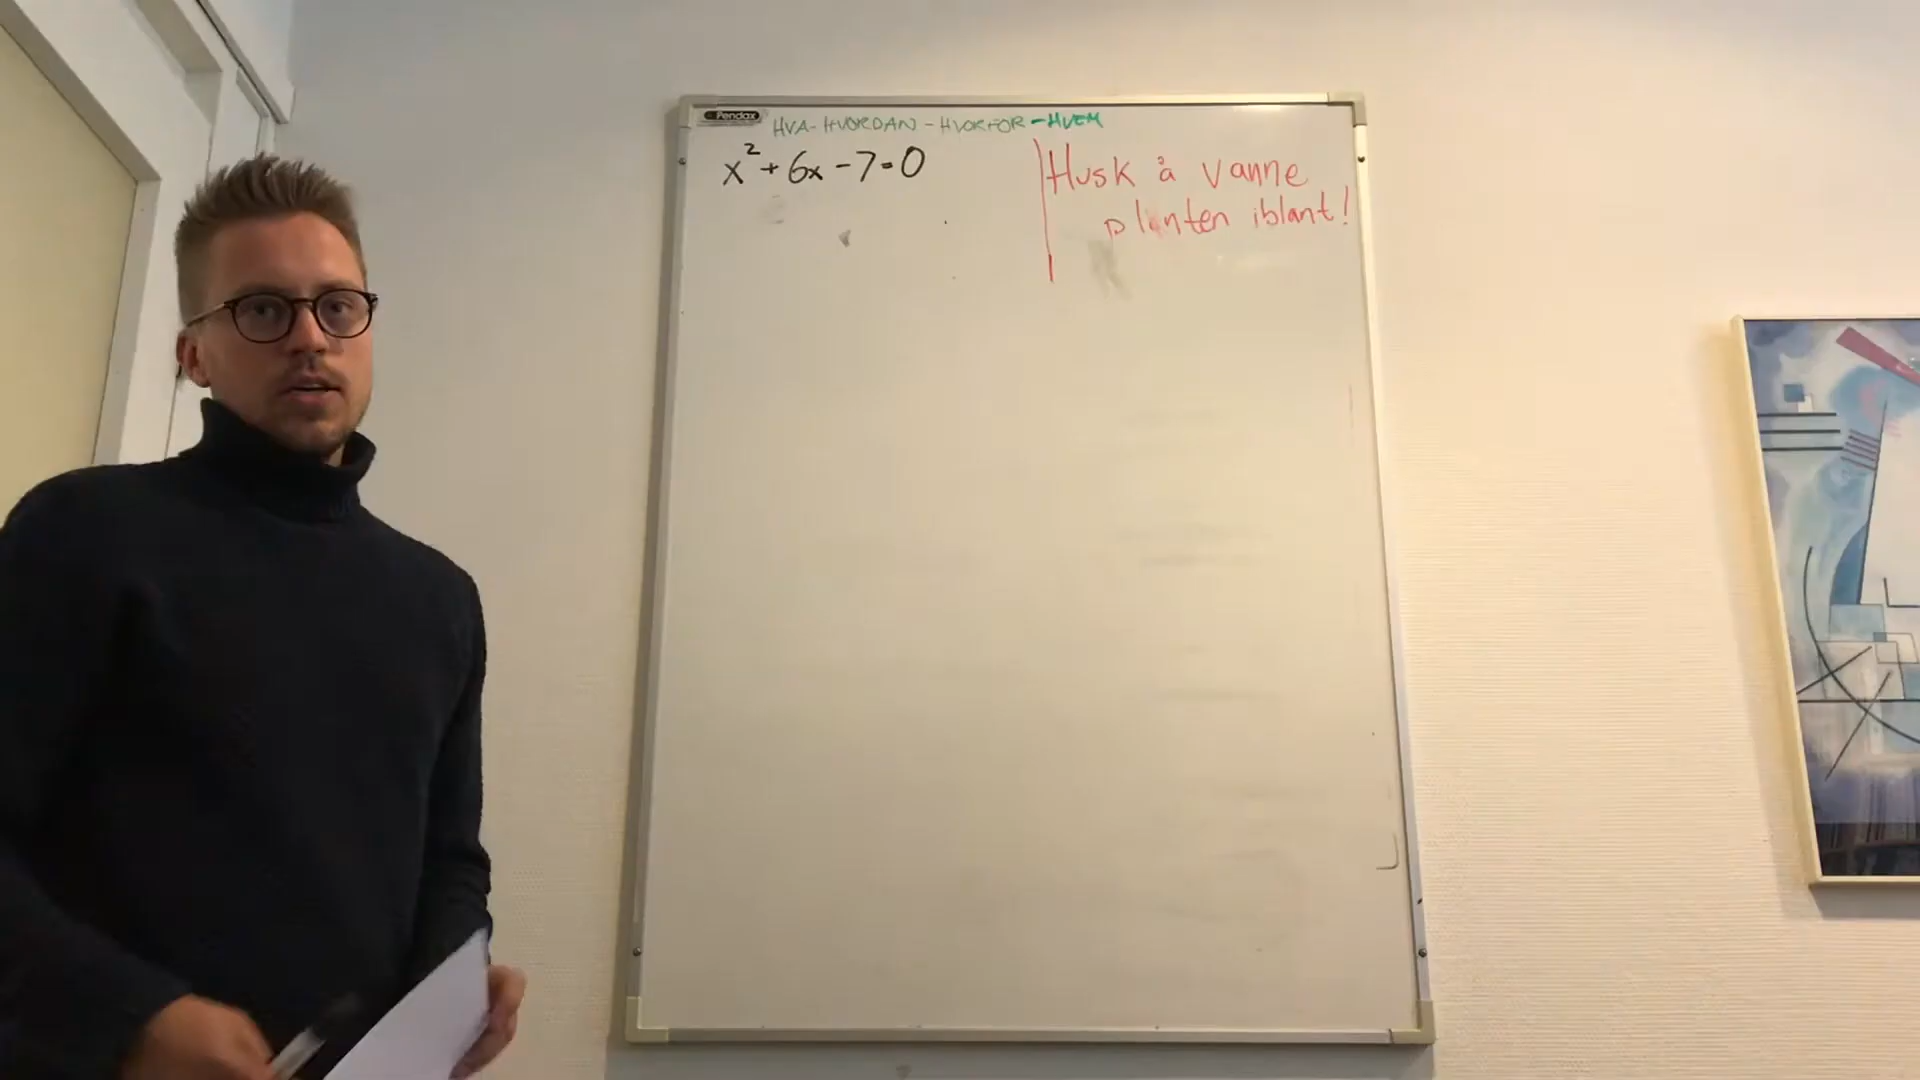 Pendax
HVA-HVORDAN-HVORFOR-HVEM
x²+6x-7=0
Husk å vanne
planten iblant!